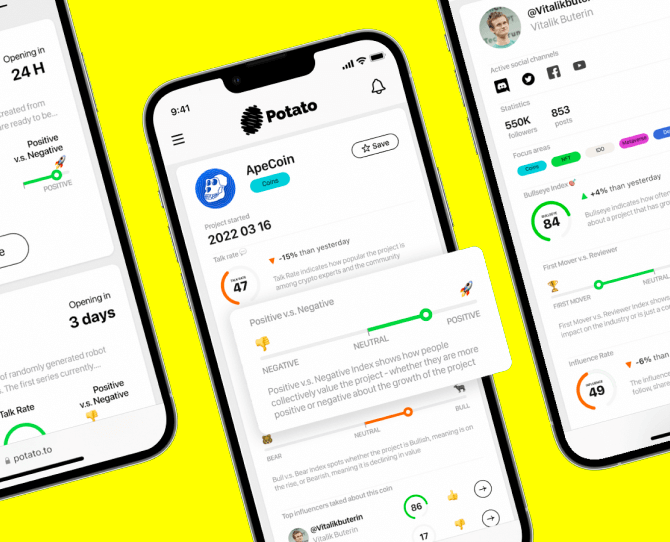 Opening in
24 H
created from
are ready to be...
Positive
v.s. Negative
POSITIVE
Opening in
3 days
of randomly generated robot
The first series currently...
Talk Rate
Positive
v.s. Negative
potato.to
9:41
Potato
ApeCoin
Coins
Save
Project started
2022 03 16
Talk rate
TALK RATE
47
-15% than yesterday
Talk Rate indicates how popular the project is
among crypto experts and the community
Positive v.s. Negative
NEGATIVE
NEUTRAL
POSITIVE
Positive v.s. Negative Index shows how people
collectively value the project - whether they are more
positive or negative about the growth of the project
BEAR
NEUTRAL
BULL
Bull v.s. Bear Index spots whether the project is Bullish, meaning is on
the rise, or Bearish, meaning it is declining in value
Top influencers taked about this coin
@Vitalikbuterin
Vitalik Buterin
86
17
@Vitalikbuterin
Vitalik Buterin
Active social channels
Statistics
550K
followers
853
posts
Focus areas
Coins
NFT
IDO
Metaverse
Bullseye Index
84
+4% than yesterday
Bullseye Index indicates how often
about a project that has
First Mover v.s. Reviewer
FIRST MOVER
NEUTRAL
First Mover v.s. Reviewer Index shows
impact on the industry or is just a
Influence Rate
INFLUENCE
49
-6% than
The influence
follow, share